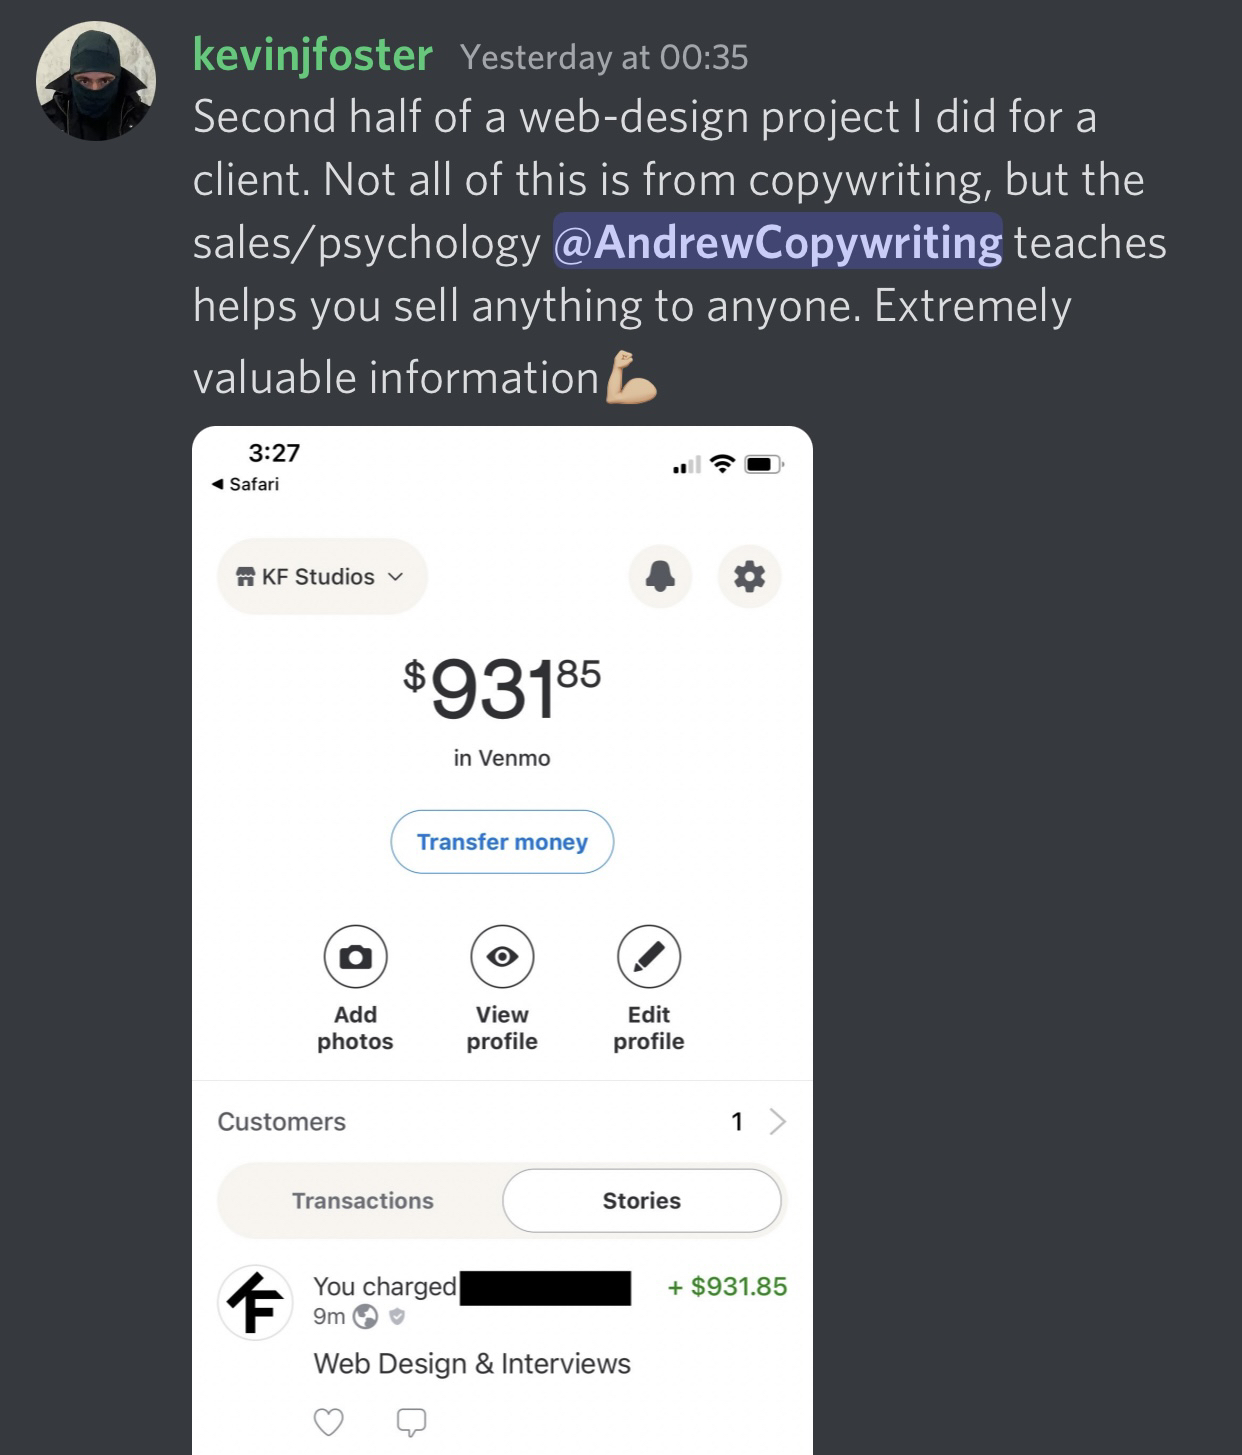 kevinjfoster Yesterday at 00:35
Second half of a web-design project I did for a
client. Not all of this is from copywriting, but the
sales/psychology @AndrewCopywriting teaches
helps you sell anything to anyone. Extremely
valuable information💪🏼
3:27
◀ Safari
KF Studios
$931 85
in Venmo
Transfer money
Add photos
View profile
Edit profile
Customers 1
Transactions Stories
You charged + $931.85
9m
Web Design & Interviews